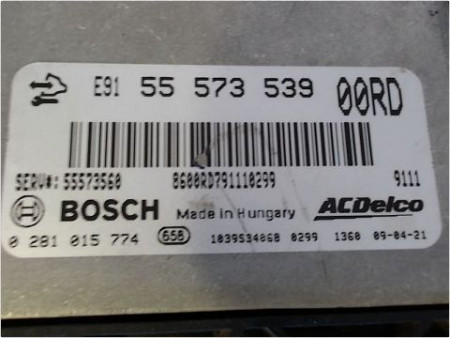 E91 55 573 539 00RD
SERV#: 55573560 8600RD791110299 9111
BOSCH Made in Hungary ACDelco
0 281 015 774 658 1039S34068 0299 1360 09-04-21